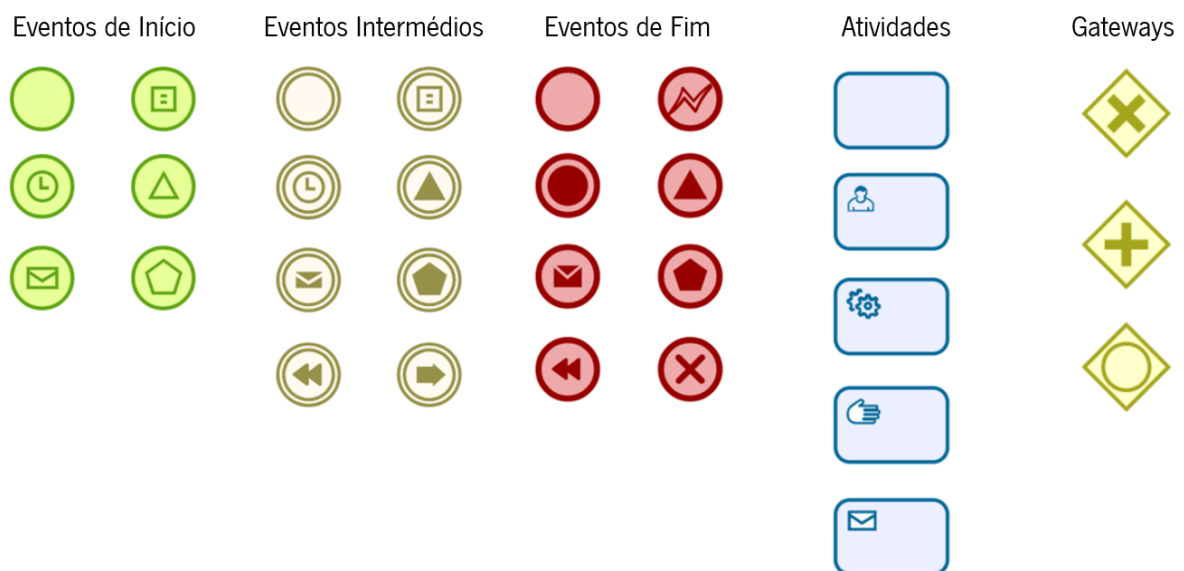 Eventos de Início
Eventos Intermédios
Eventos de Fim
Atividades
Gateways